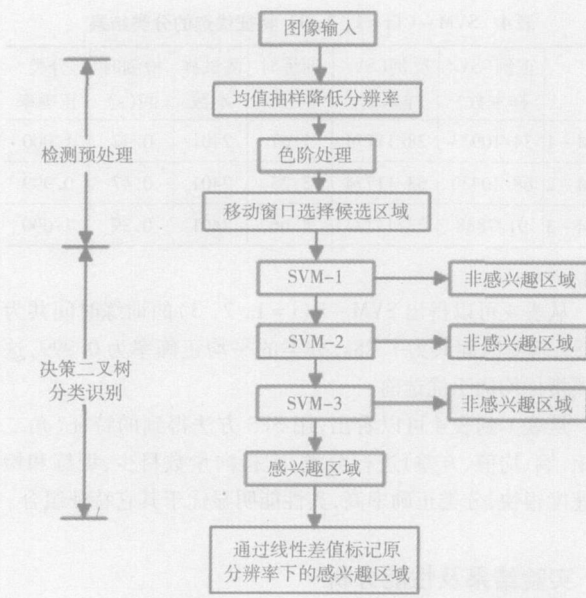 图像输入
均值抽样降低分辨率
检测预处理
色阶处理
移动窗口选择候选区域
SVM-1
非感兴趣区域
SVM-2
非感兴趣区域
决策二叉树
分类识别
SVM-3
非感兴趣区域
感兴趣区域
通过线性差值标记原
分辨率下的感兴趣区域